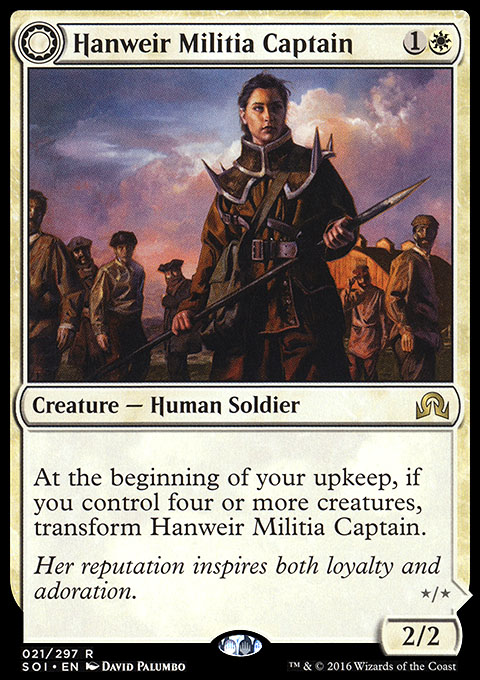 Hanweir Militia Captain 1
Creature — Human Soldier
At the beginning of your upkeep, if
you control four or more creatures,
transform Hanweir Militia Captain.
Her reputation inspires both loyalty and
adoration.
*/*
2/2
021/297 R
SOI • EN DAVID PALUMBO
™ & © 2016 Wizards of the Coast